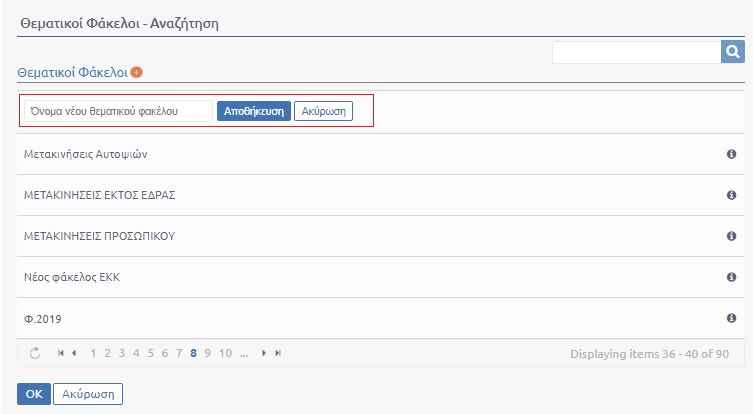 Θεματικοί Φάκελοι - Αναζήτηση
Θεματικοί Φάκελοι
Όνομα νέου θεματικού φακέλου Αποθήκευση Ακύρωση
Μετακινήσεις Αυτοψιών
ΜΕΤΑΚΙΝΗΣΕΙΣ ΕΚΤΟΣ ΕΔΡΑΣ
ΜΕΤΑΚΙΝΗΣΕΙΣ ΠΡΟΣΩΠΙΚΟΥ
Νέος φάκελος ΕΚΚ
Φ.2019
1 2 3 4 5 6 7 8 9 10 ... Displaying items 36 - 40 of 90
OK Ακύρωση